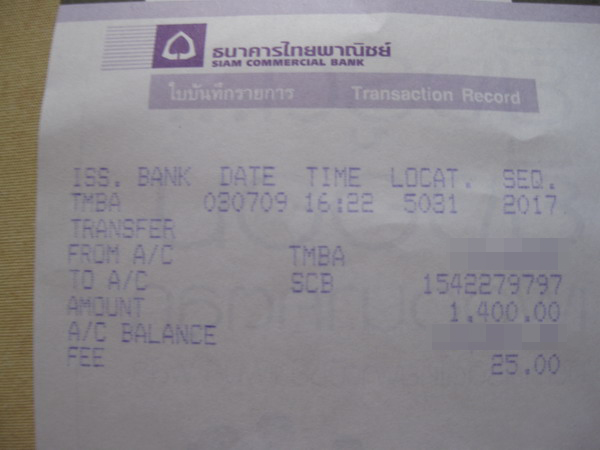 ธนาคารไทยพาณิชย์
SIAM COMMERCIAL BANK
ใบบันทึกรายการ Transaction Record
ISS. BANK DATE TIME LOCAT. SEQ.
TMBA 030709 16:22 5031 2017
TRANSFER
FROM A/C TMBA
TO A/C SCB 1542279797
AMOUNT 1,400.00
A/C BALANCE
FEE 25.00